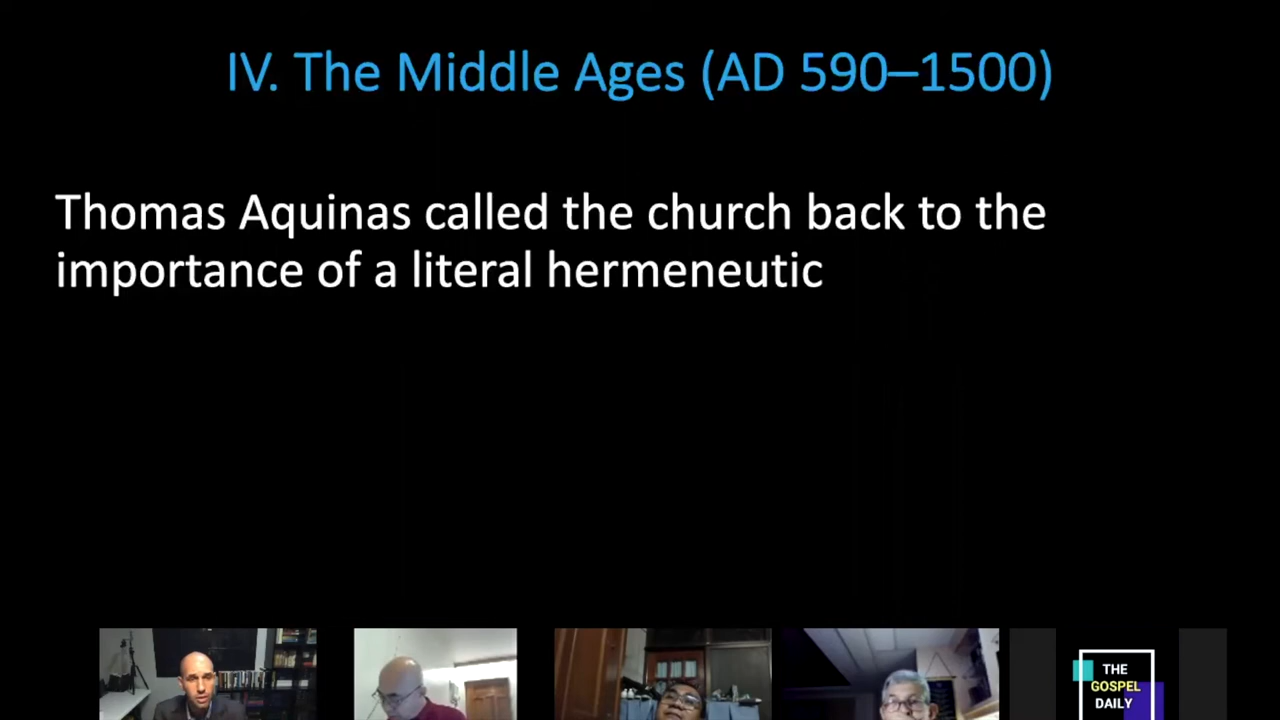 IV. The Middle Ages (AD 590–1500)
Thomas Aquinas called the church back to the
importance of a literal hermeneutic
THE
GOSPEL
DAILY